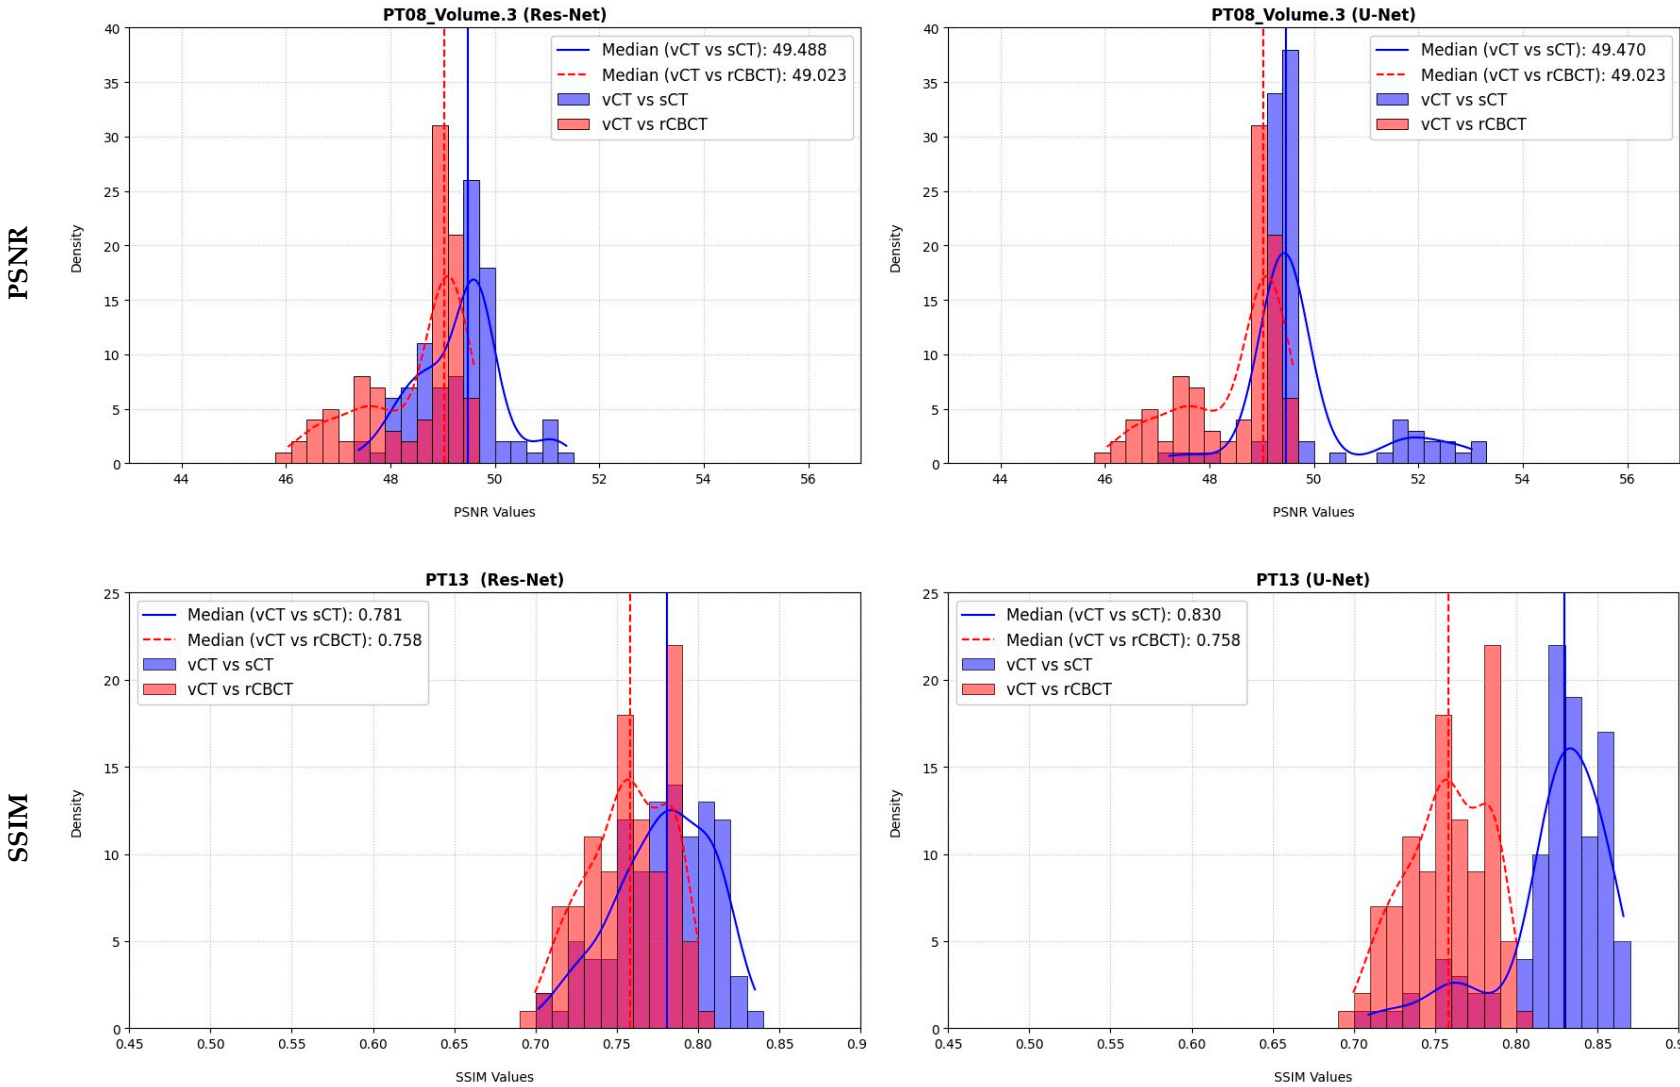 PSNR
PT08_Volume.3 (Res-Net)
Median (vCT vs sCT): 49.488
Median (vCT vs rCBCT): 49.023
vCT vs sCT
vCT vs rCBCT
Density
40
35
30
25
20
15
10
5
0
44 46 48 50 52 54 56
PSNR Values
PT08_Volume.3 (U-Net)
Median (vCT vs sCT): 49.470
Median (vCT vs rCBCT): 49.023
vCT vs sCT
vCT vs rCBCT
Density
40
35
30
25
20
15
10
5
0
44 46 48 50 52 54 56
PSNR Values
SSIM
PT13 (Res-Net)
Median (vCT vs sCT): 0.781
Median (vCT vs rCBCT): 0.758
vCT vs sCT
vCT vs rCBCT
Density
25
20
15
10
5
0
0.45 0.50 0.55 0.60 0.65 0.70 0.75 0.80 0.85 0.9
SSIM Values
PT13 (U-Net)
Median (vCT vs sCT): 0.830
Median (vCT vs rCBCT): 0.758
vCT vs sCT
vCT vs rCBCT
Density
25
20
15
10
5
0
0.45 0.50 0.55 0.60 0.65 0.70 0.75 0.80 0.85
SSIM Values